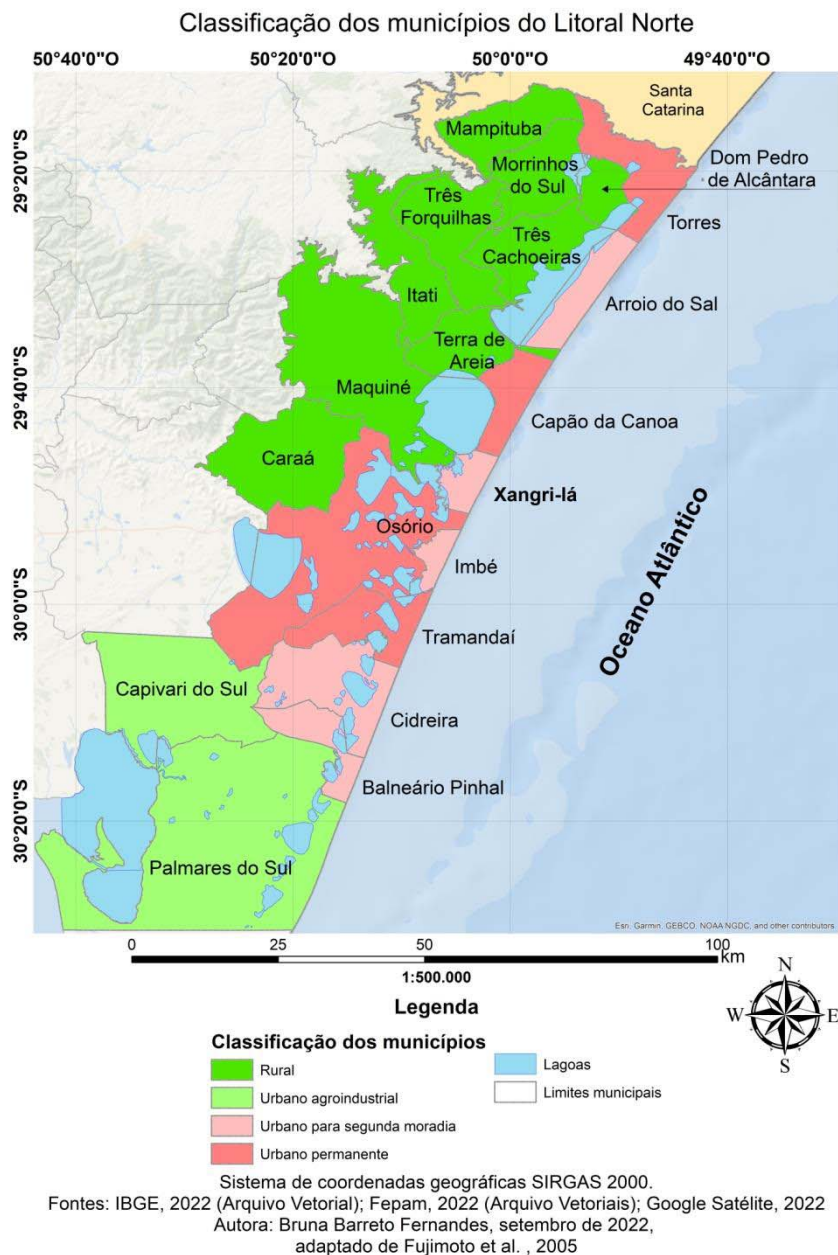 Classificação dos municípios do Litoral Norte
50°40'0"O
50°20'0"O
50°00'0"O
49°40'0"O
29°20'0"S
29°40'0"S
30°0'0"S
30°20'0"S
Santa
Catarina
Mampituba
Morrinhos
do Sul
Dom Pedro
de Alcântara
Três
Forquilhas
Torres
Três
Cachoeiras
Itati
Arroio do Sal
Terra de
Areia
Maquiné
Capão da Canoa
Caraá
Xangri-lá
Osório
Imbé
Oceano Atlântico
Tramandaí
Capivari do Sul
Cidreira
Balneário Pinhal
Palmares do Sul
Esri, Garmin, GEBCO, NOAA NGDC, and other contributors
0 25 50 100
km
1:500.000
Legenda
N
W E
S
Classificação dos municípios
Rural
Urbano agroindustrial
Urbano para segunda moradia
Urbano permanente
Lagoas
Limites municipais
Sistema de coordenadas geográficas SIRGAS 2000.
Fontes: IBGE, 2022 (Arquivo Vetorial); Fepam, 2022 (Arquivo Vetoriais); Google Satélite, 2022
Autora: Bruna Barreto Fernandes, setembro de 2022,
adaptado de Fujimoto et al. , 2005